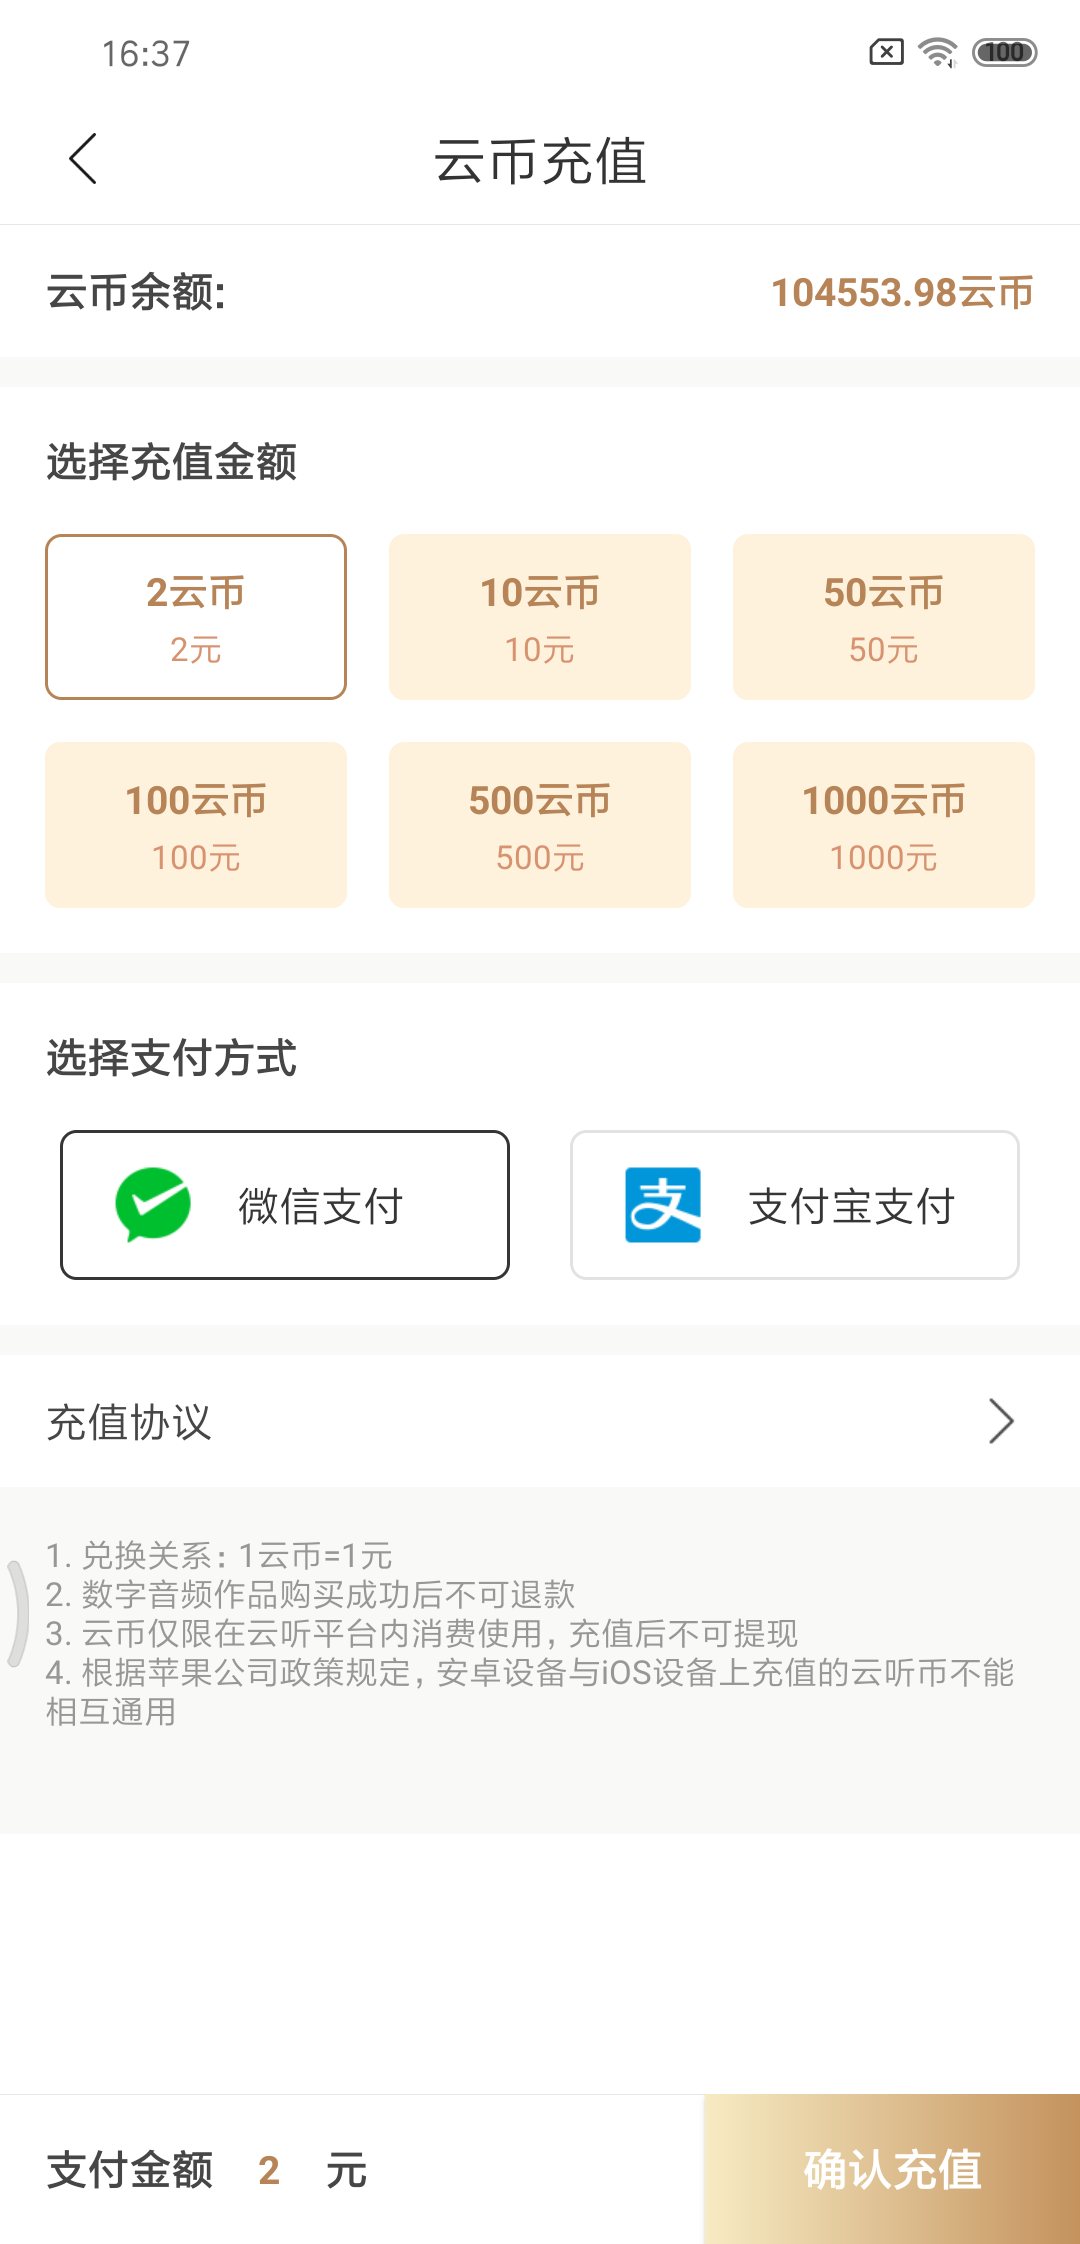 16:37
100
云币充值
云币余额:
104553.98云币
选择充值金额
2云币
10云币
50云币
2元
10元
50元
100云币
500云币
1000云币
100元
500元
1000元
选择支付方式
微信支付
支 支付宝支付
充值协议
1. 兑换关系：1云币=1元
2. 数字音频作品购买成功后不可退款
3. 云币仅限在云听平台内消费使用，充值后不可提现
4. 根据苹果公司政策规定，安卓设备与iOS设备上充值的云听币不能
相互通用
支付金额 2 元
确认充值